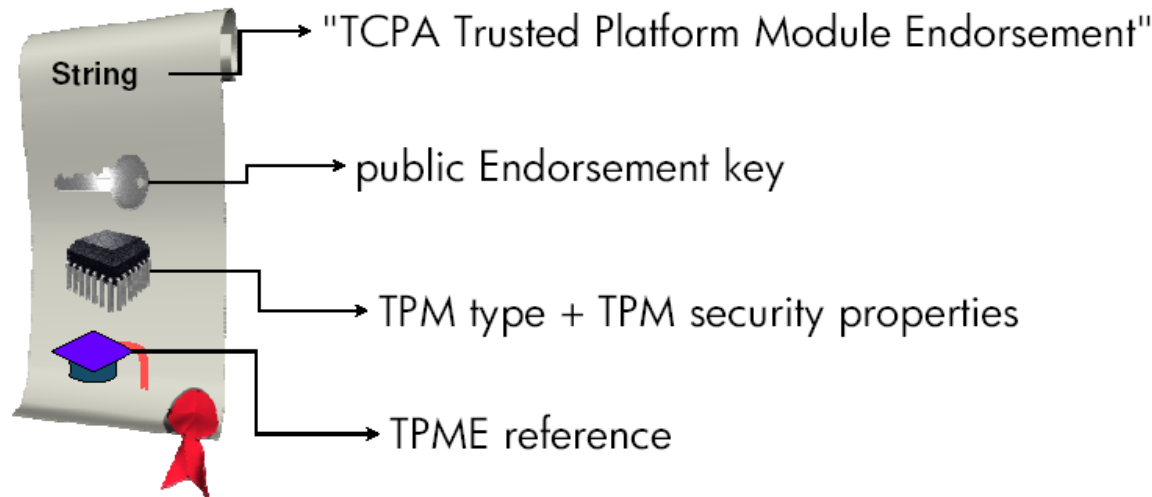 "TCPA Trusted Platform Module Endorsement"
String
public Endorsement key
TPM type + TPM security properties
TPME reference